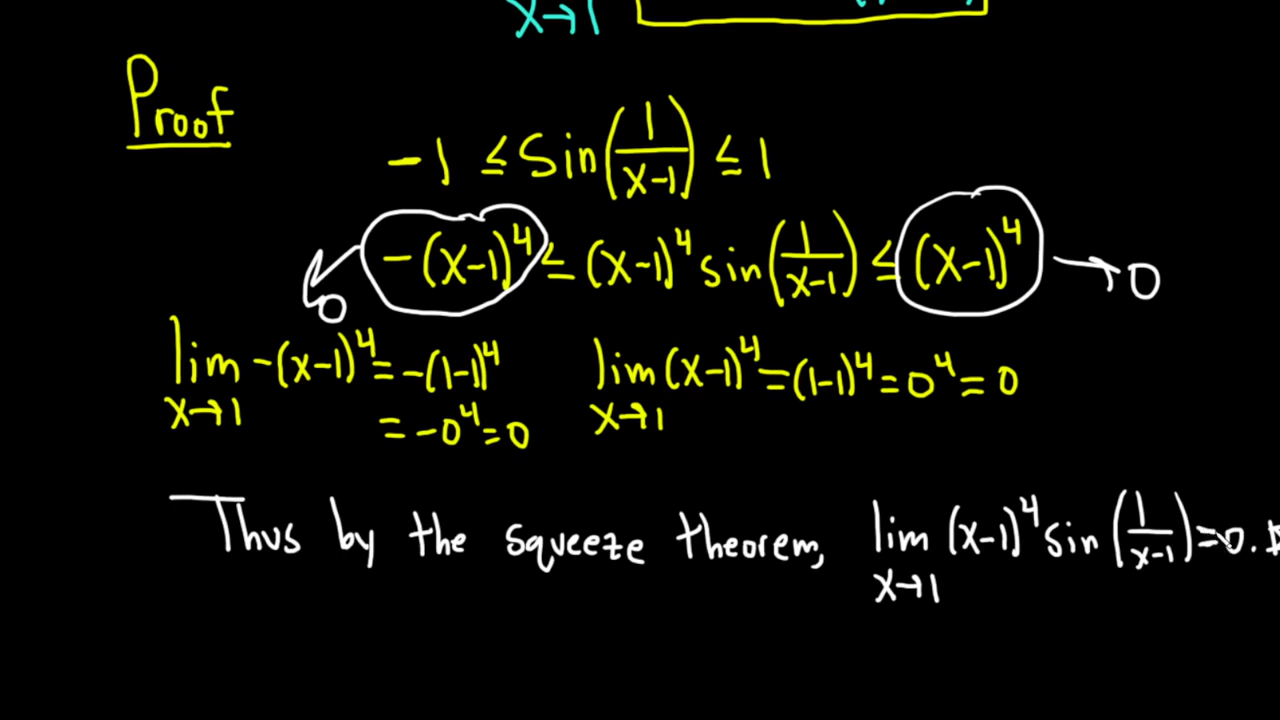 x→1
Proof
-1 ≤ Sin(1/(x-1)) ≤ 1
-(x-1)^4 ≤ (x-1)^4 sin(1/(x-1)) ≤ (x-1)^4 → 0
0
lim x→1 -(x-1)^4 = -(1-1)^4
= -0^4 = 0
lim x→1 (x-1)^4 = (1-1)^4 = 0^4 = 0
Thus by the squeeze theorem, lim x→1 (x-1)^4 sin(1/(x-1)) = 0.